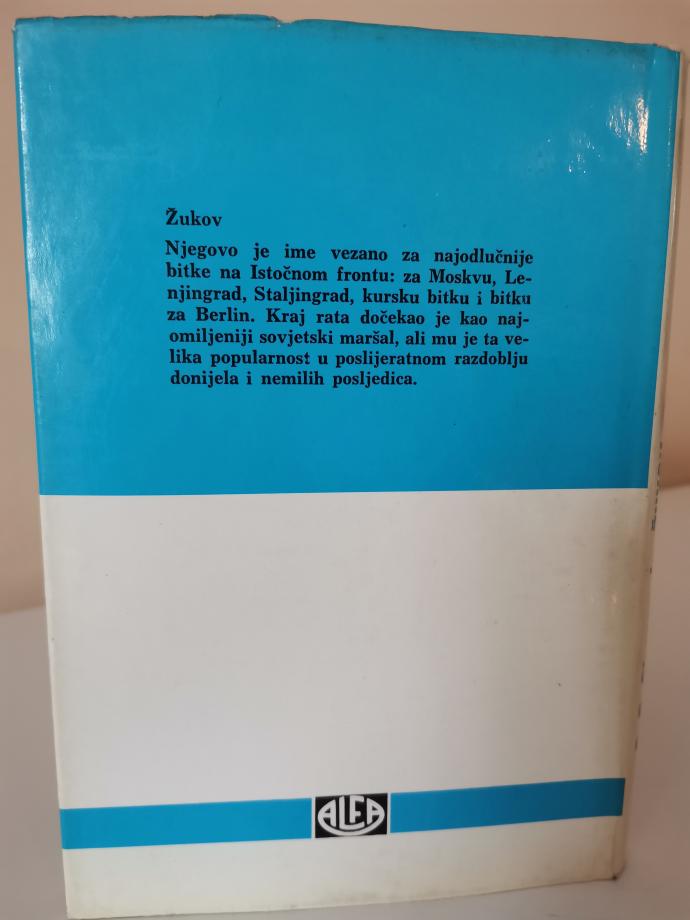 Žukov
Njegovo je ime vezano za najodlučnije
bitke na Istočnom frontu: za Moskvu, Le-
njingrad, Staljingrad, kursku bitku i bitku
za Berlin. Kraj rata dočekao je kao naj-
omiljeniji sovjetski maršal, ali mu je ta ve-
lika popularnost u poslijeratnom razdoblju
donijela i nemilih posljedica.
ALFA